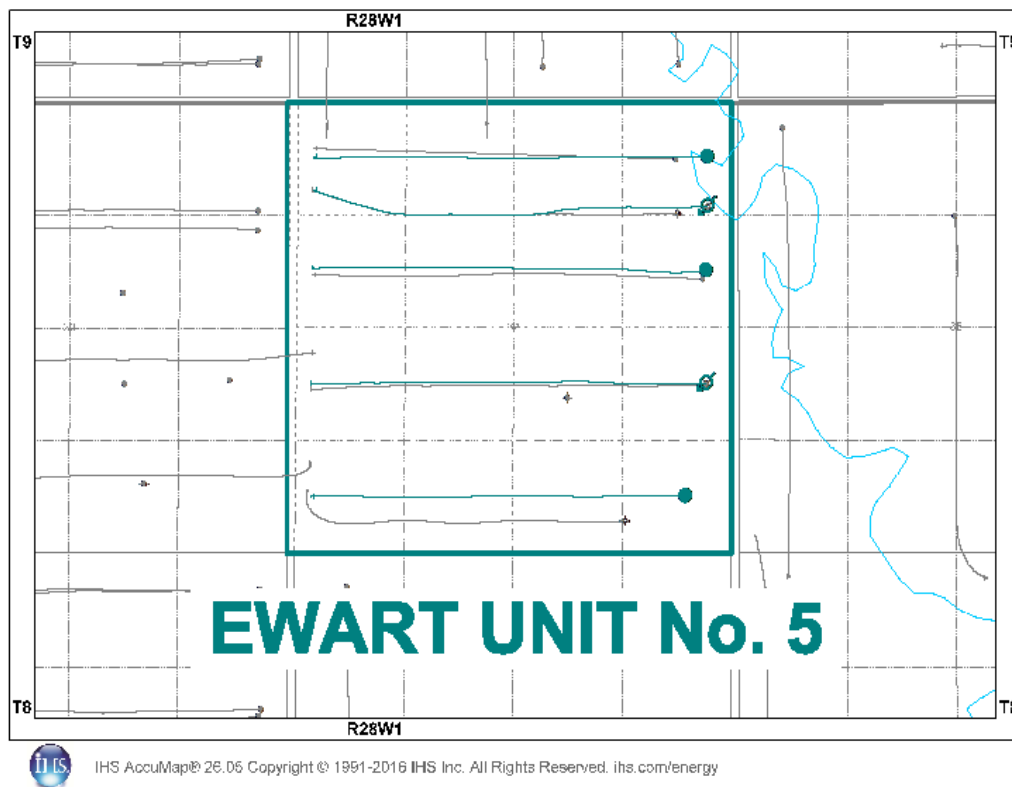 R28W1
T9
T9
EWART UNIT No. 5
T8
T8
R28W1
IHS
IHS AccuMap® 26.05 Copyright © 1991-2016 IHS Inc. All Rights Reserved. ihs.com/energy